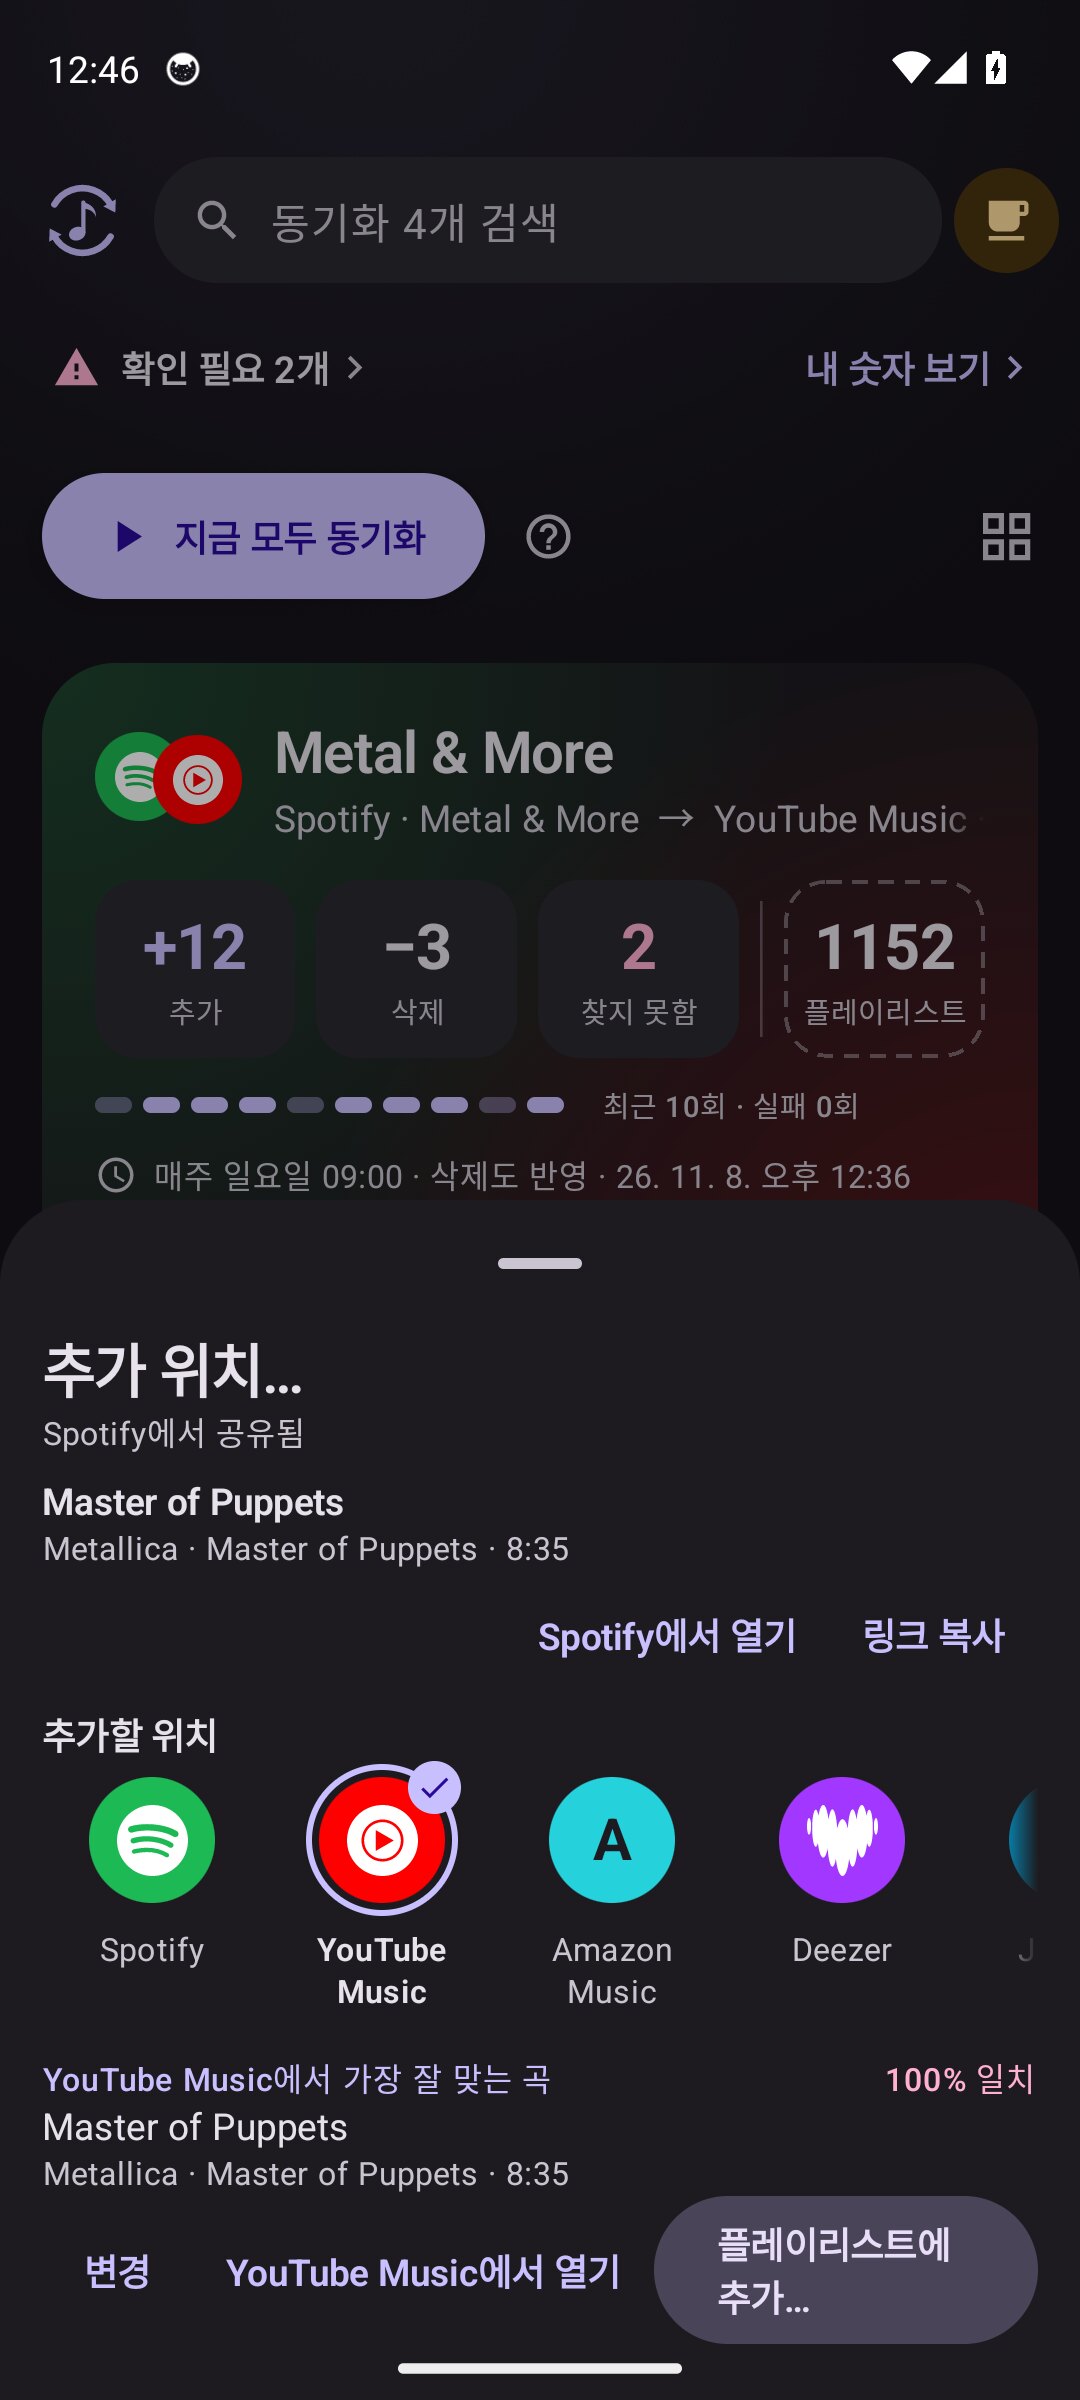 12:46
동기화 4개 검색
확인 필요 2개
내 숫자 보기
지금 모두 동기화
Metal & More
Spotify · Metal & More → YouTube Music
+12
추가
−3
삭제
2
찾지 못함
1152
플레이리스트
최근 10회 · 실패 0회
매주 일요일 09:00 · 삭제도 반영 · 26. 11. 8. 오후 12:36
추가 위치…
Spotify에서 공유됨
Master of Puppets
Metallica · Master of Puppets · 8:35
Spotify에서 열기
링크 복사
추가할 위치
A
Spotify
YouTube
Music
Amazon
Music
Deezer
J
YouTube Music에서 가장 잘 맞는 곡
100% 일치
Master of Puppets
Metallica · Master of Puppets · 8:35
변경
YouTube Music에서 열기
플레이리스트에
추가…